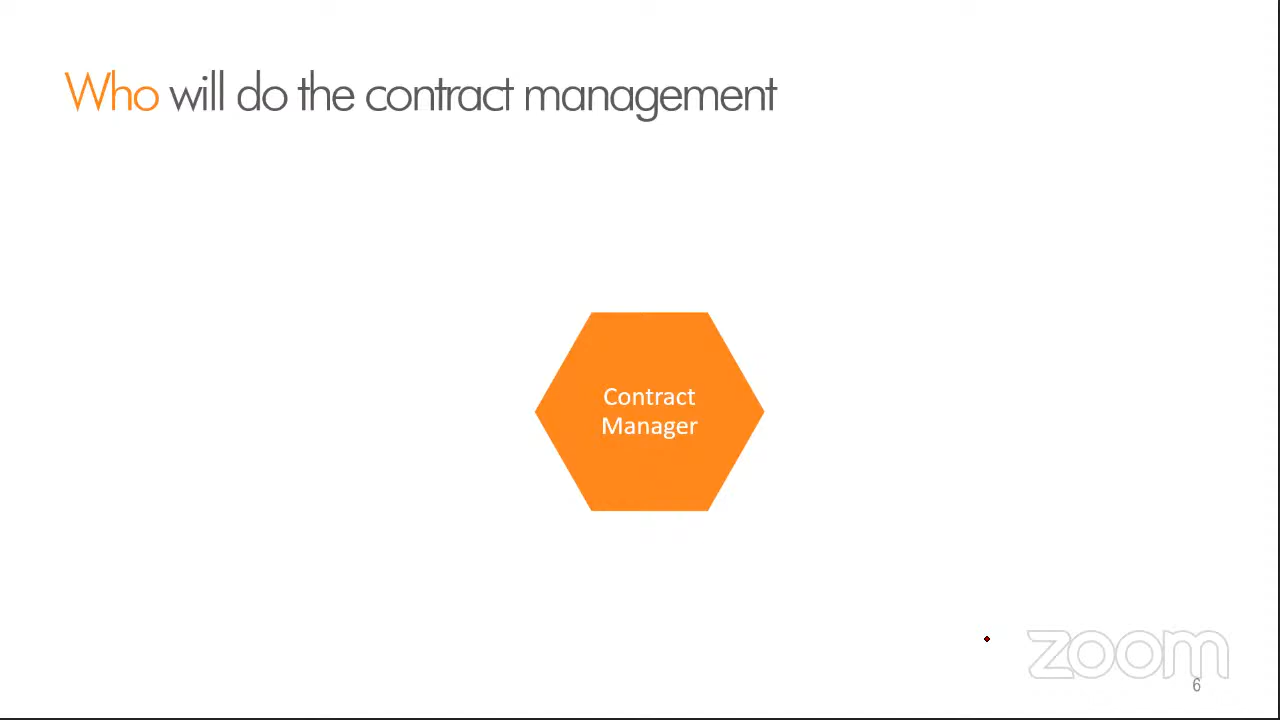 Who will do the contract management
Contract
Manager
zoom
6